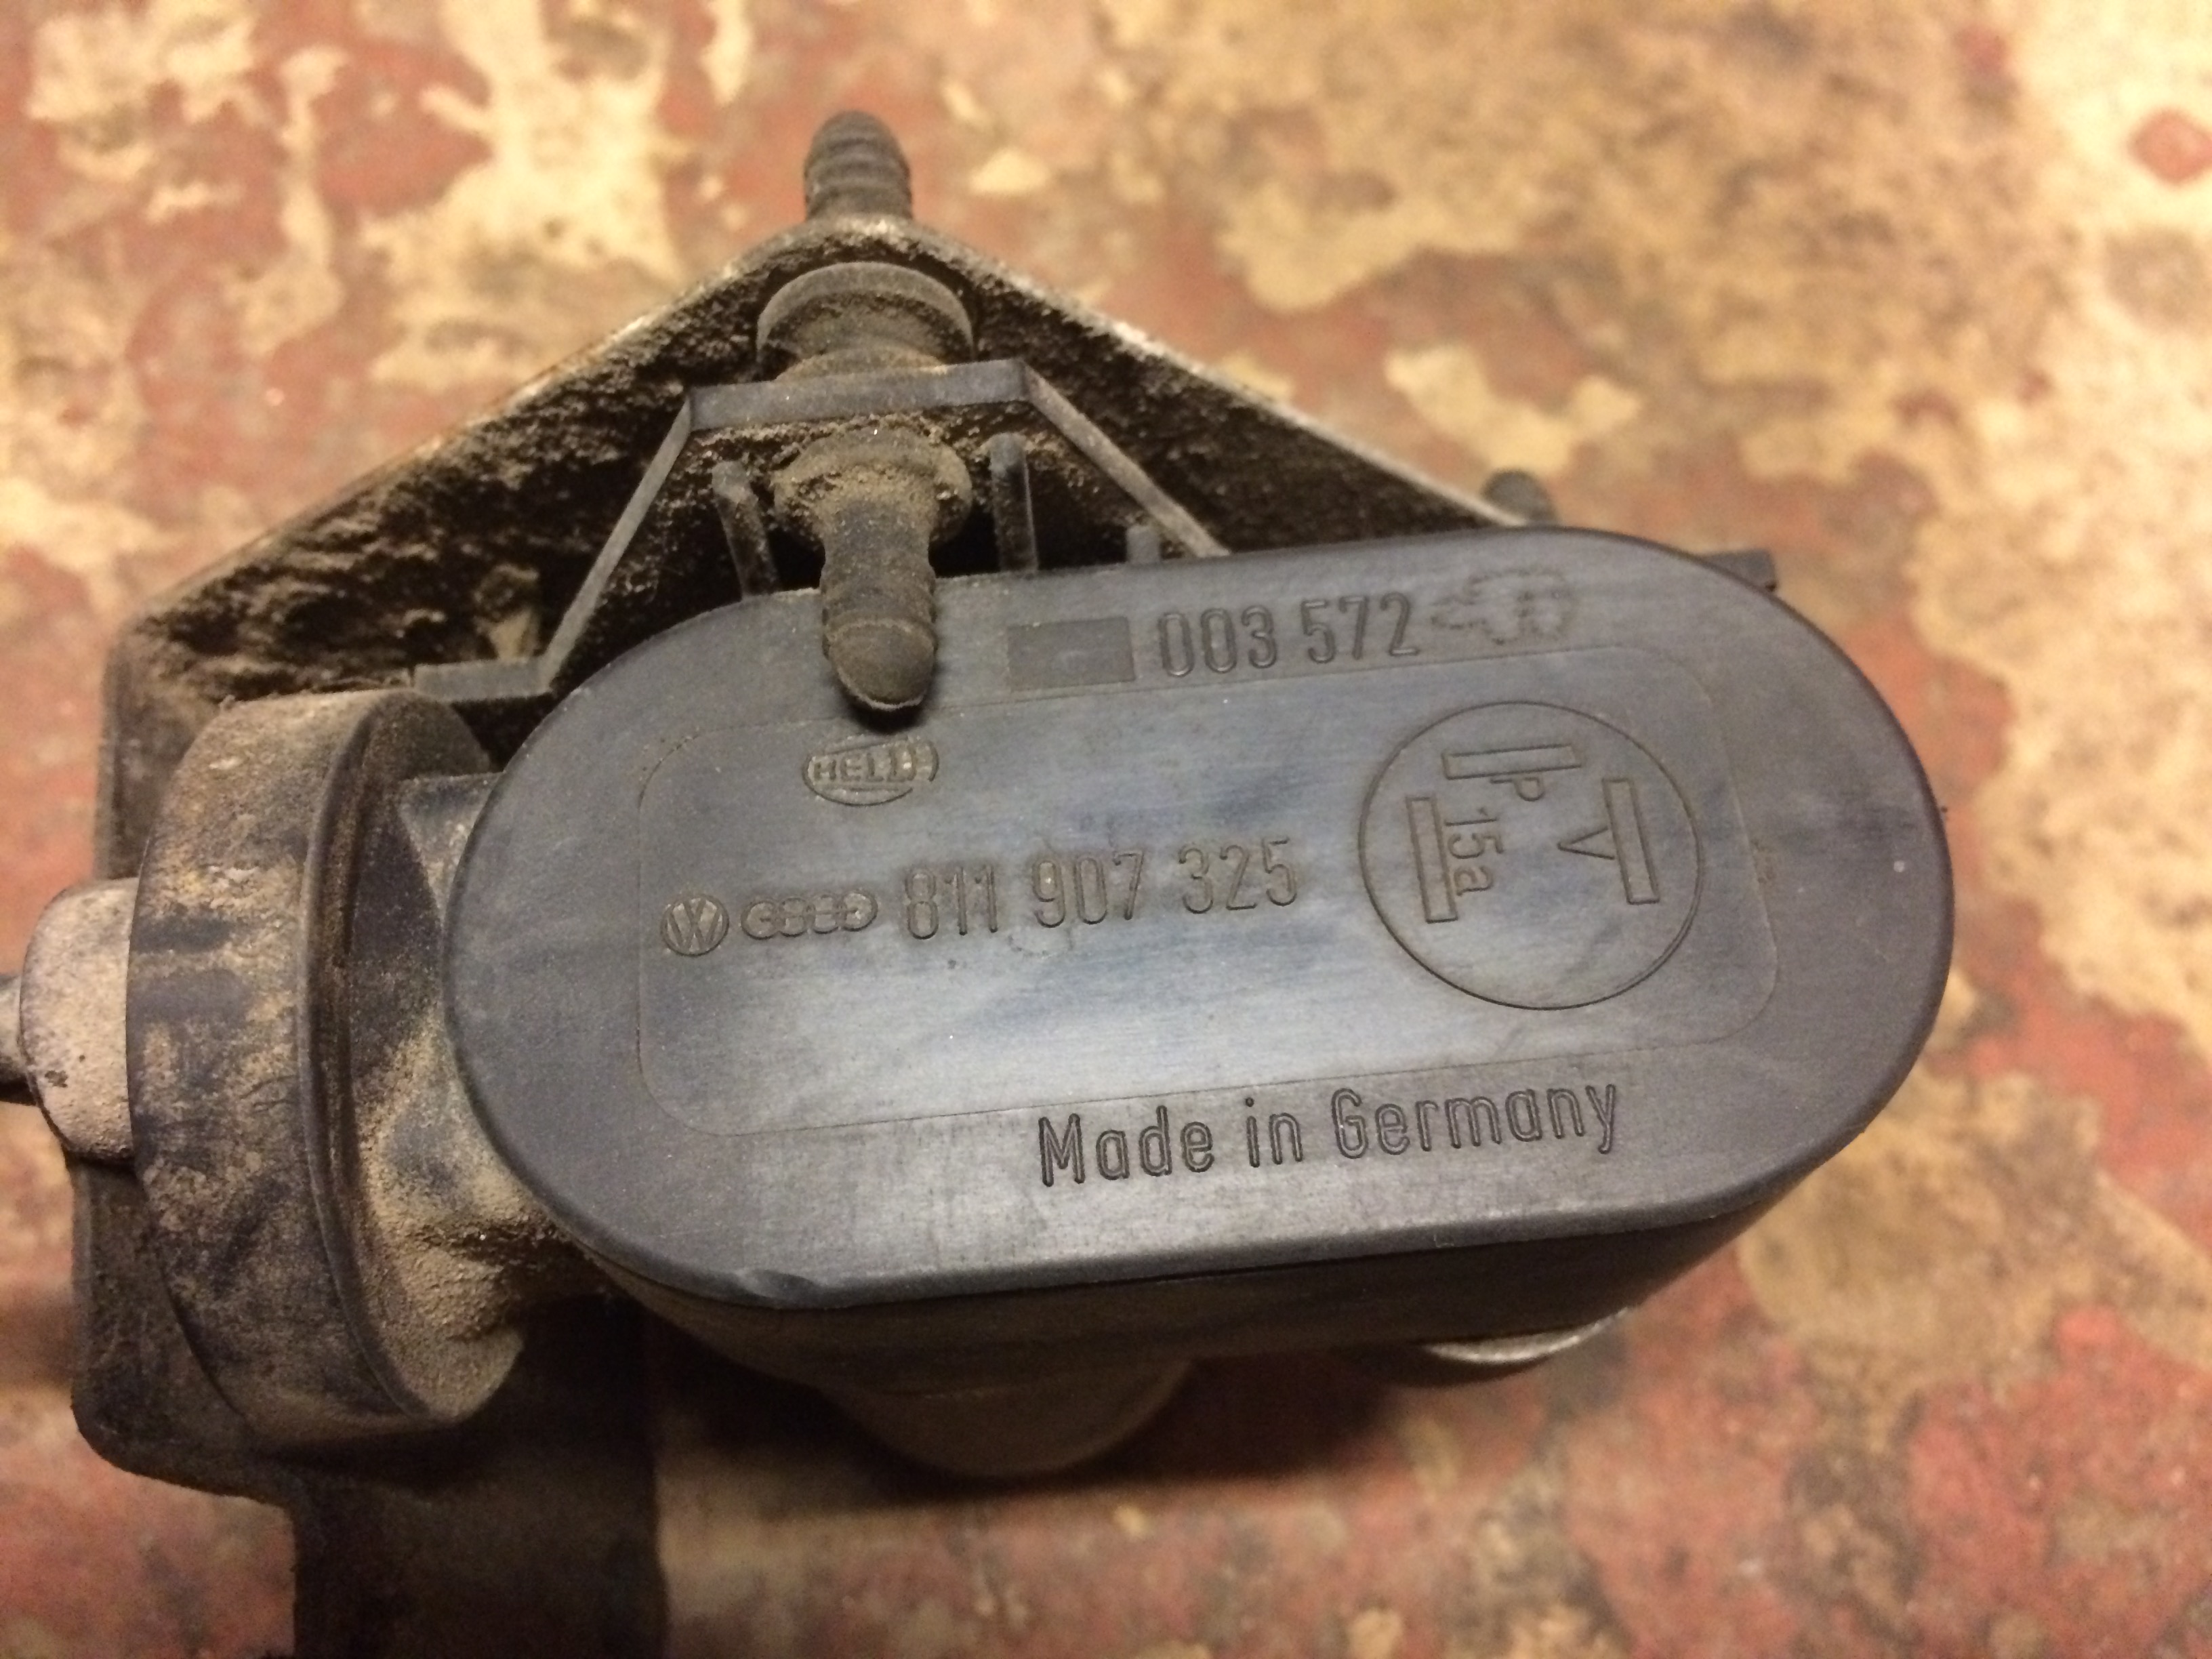 003 572
HELLA
811 907 325
P
15a
V
Made in Germany